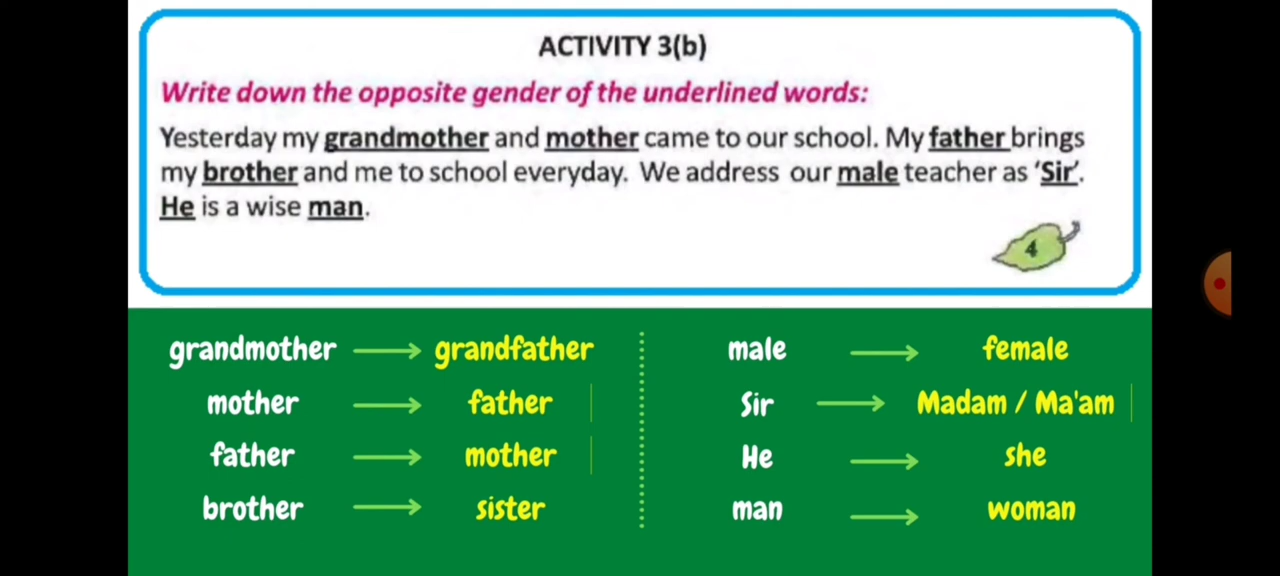 ACTIVITY 3(b)
Write down the opposite gender of the underlined words:
Yesterday my grandmother and mother came to our school. My father brings
my brother and me to school everyday. We address our male teacher as ‘Sir’.
He is a wise man.
4
grandmother → grandfather
mother → father
father → mother
brother → sister
male → female
Sir → Madam / Ma'am
He → she
man → woman